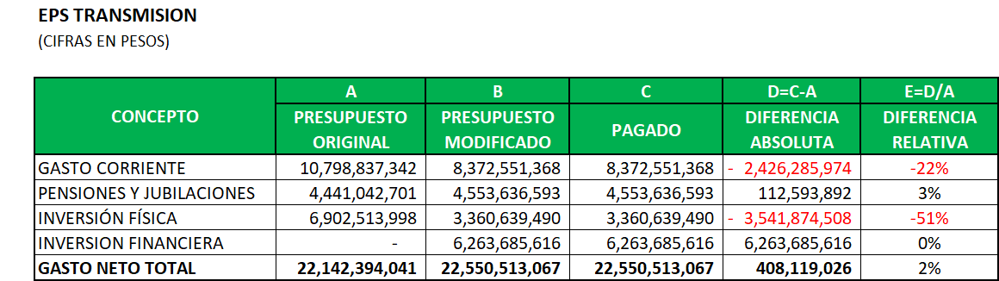 EPS TRANSMISION
(CIFRAS EN PESOS)
CONCEPTO A B C D=C-A E=D/A
PRESUPUESTO ORIGINAL PRESUPUESTO MODIFICADO PAGADO DIFERENCIA ABSOLUTA DIFERENCIA RELATIVA
GASTO CORRIENTE 10,798,837,342 8,372,551,368 8,372,551,368 - 2,426,285,974 -22%
PENSIONES Y JUBILACIONES 4,441,042,701 4,553,636,593 4,553,636,593 112,593,892 3%
INVERSIÓN FÍSICA 6,902,513,998 3,360,639,490 3,360,639,490 - 3,541,874,508 -51%
INVERSION FINANCIERA - 6,263,685,616 6,263,685,616 6,263,685,616 0%
GASTO NETO TOTAL 22,142,394,041 22,550,513,067 22,550,513,067 408,119,026 2%